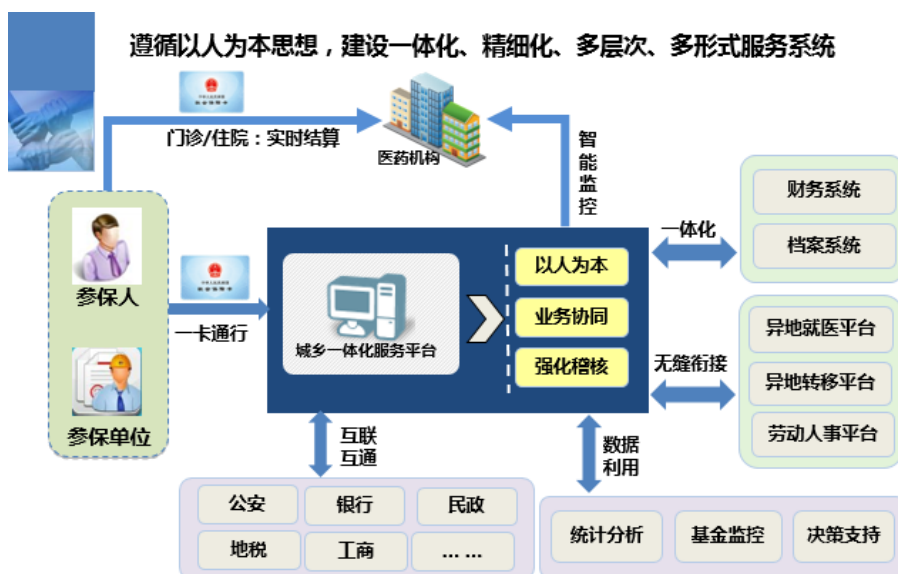 遵循以人为本思想，建设一体化、精细化、多层次、多形式服务系统
门诊/住院：实时结算
医药机构
智能监控
财务系统
一体化
档案系统
参保人
一卡通行
参保单位
城乡一体化服务平台
以人为本
业务协同
强化稽核
无缝衔接
异地就医平台
异地转移平台
劳动人事平台
互联
互通
数据
利用
公安
银行
民政
地税
工商
... ...
统计分析
基金监控
决策支持